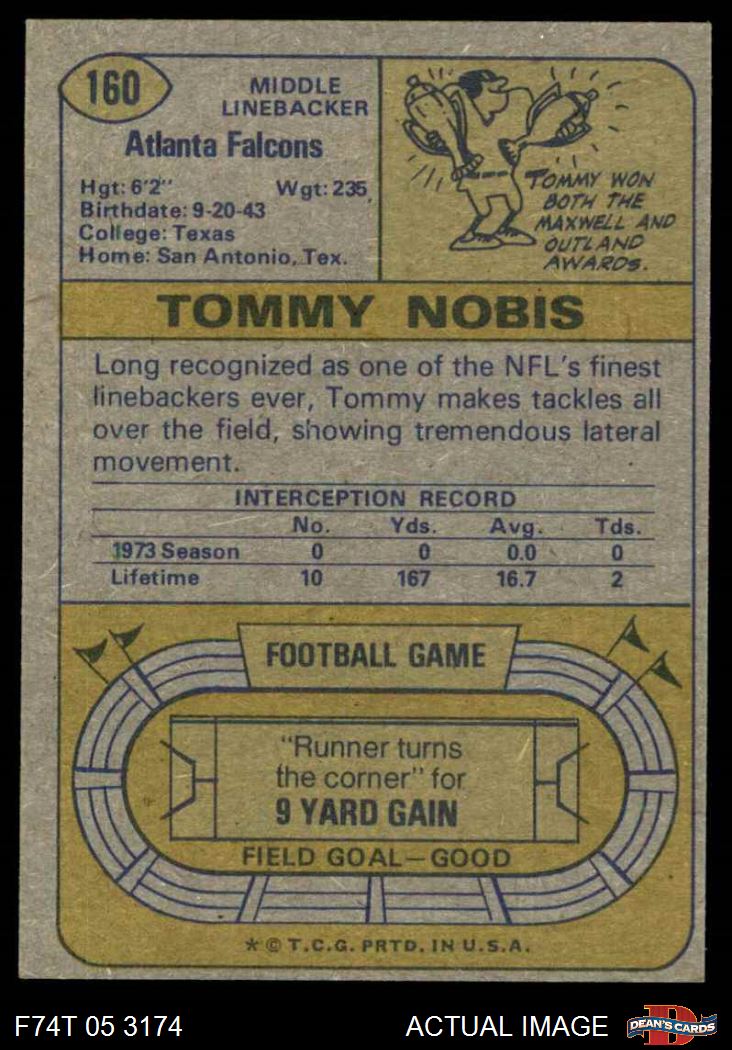 160
MIDDLE
LINEBACKER
Atlanta Falcons
Hgt: 6'2" Wgt: 235
Birthdate: 9-20-43
College: Texas
Home: San Antonio, Tex.
TOMMY WON
BOTH THE
MAXWELL AND
OUTLAND
AWARDS.
TOMMY NOBIS
Long recognized as one of the NFL's finest
linebackers ever, Tommy makes tackles all
over the field, showing tremendous lateral
movement.
INTERCEPTION RECORD
No. Yds. Avg. Tds.
1973 Season 0 0 0.0 0
Lifetime 10 167 16.7 2
FOOTBALL GAME
"Runner turns
the corner" for
9 YARD GAIN
FIELD GOAL—GOOD
* © T.C.G. PRTD. IN U.S.A.
F74T 05 3174 ACTUAL IMAGE DEAN'S CARDS